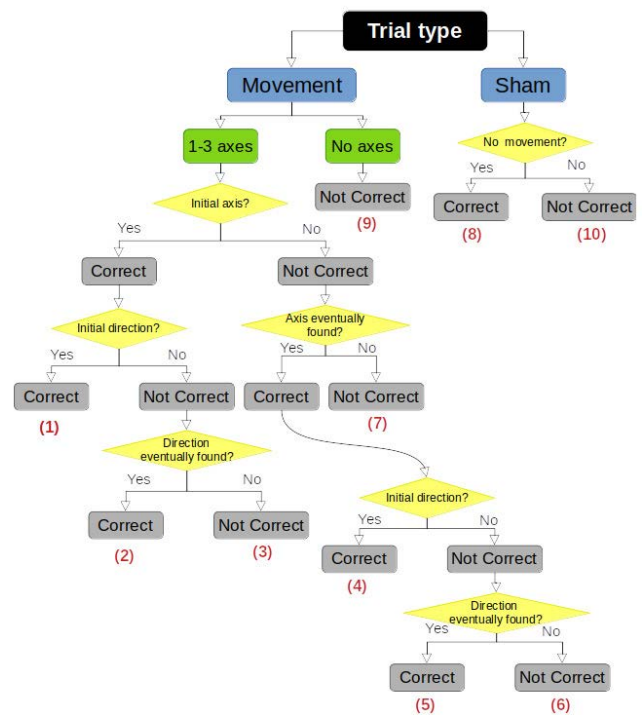 Trial type
Movement
Sham
1-3 axes
No axes
No movement?
Yes
No
Initial axis?
Not Correct
Correct
Not Correct
(9)
(8)
(10)
Yes
No
Correct
Not Correct
Initial direction?
Axis eventually
found?
Yes
No
Yes
No
Correct
Not Correct
Correct
Not Correct
(1)
(7)
Direction
eventually found?
Yes
No
Initial direction?
Correct
Not Correct
Yes
No
(2)
(3)
Correct
Not Correct
(4)
Direction
eventually found?
Yes
No
Correct
Not Correct
(5)
(6)